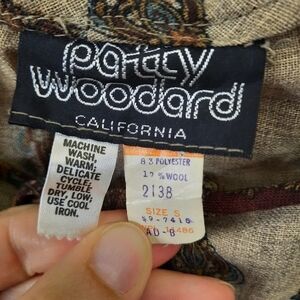 patty
woodard
CALIFORNIA
MACHINE
WASH,
WARM;
DELICATE
CYCLE;
TUMBLE
DRY, LOW;
USE COOL
IRON.
83 POLYESTER
17 % WOOL
2138
SIZE S